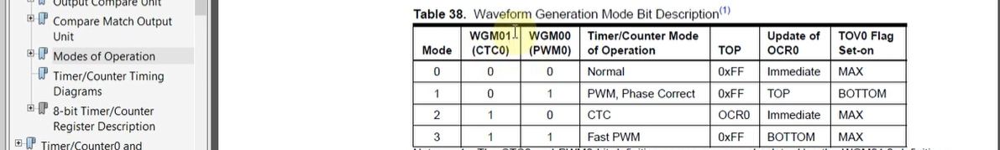 Output Compare Unit
Compare Match Output
Unit
Modes of Operation
Timer/Counter Timing
Diagrams
8-bit Timer/Counter
Register Description
Timer/Counter0 and
Table 38. Waveform Generation Mode Bit Description(1)
Mode WGM01 (CTC0) WGM00 (PWM0) Timer/Counter Mode of Operation TOP Update of OCR0 TOV0 Flag Set-on
0 0 0 Normal 0xFF Immediate MAX
1 0 1 PWM, Phase Correct 0xFF TOP BOTTOM
2 1 0 CTC OCR0 Immediate MAX
3 1 1 Fast PWM 0xFF BOTTOM MAX